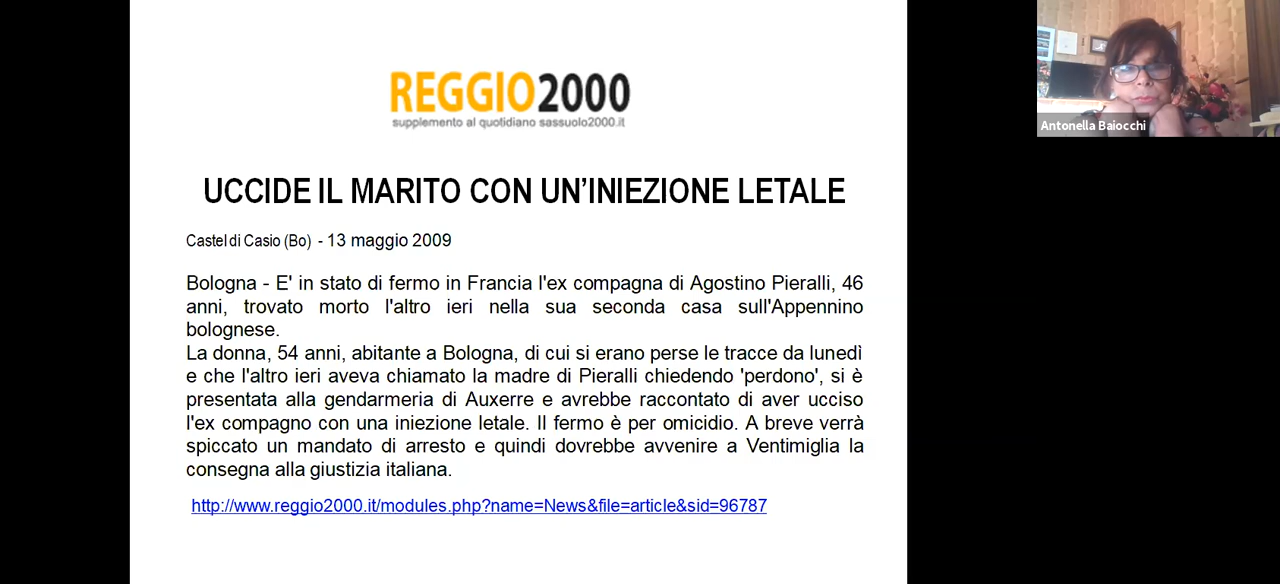 REGGIO2000
supplemento al quotidiano sassuolo2000.it
Antonella Baiocchi
UCCIDE IL MARITO CON UN’INIEZIONE LETALE
Castel di Casio (Bo) - 13 maggio 2009
Bologna - E' in stato di fermo in Francia l'ex compagna di Agostino Pieralli, 46
anni, trovato morto l'altro ieri nella sua seconda casa sull'Appennino
bolognese.
La donna, 54 anni, abitante a Bologna, di cui si erano perse le tracce da lunedì
e che l'altro ieri aveva chiamato la madre di Pieralli chiedendo 'perdono', si è
presentata alla gendarmeria di Auxerre e avrebbe raccontato di aver ucciso
l'ex compagno con una iniezione letale. Il fermo è per omicidio. A breve verrà
spiccato un mandato di arresto e quindi dovrebbe avvenire a Ventimiglia la
consegna alla giustizia italiana.
http://www.reggio2000.it/modules.php?name=News&file=article&sid=96787